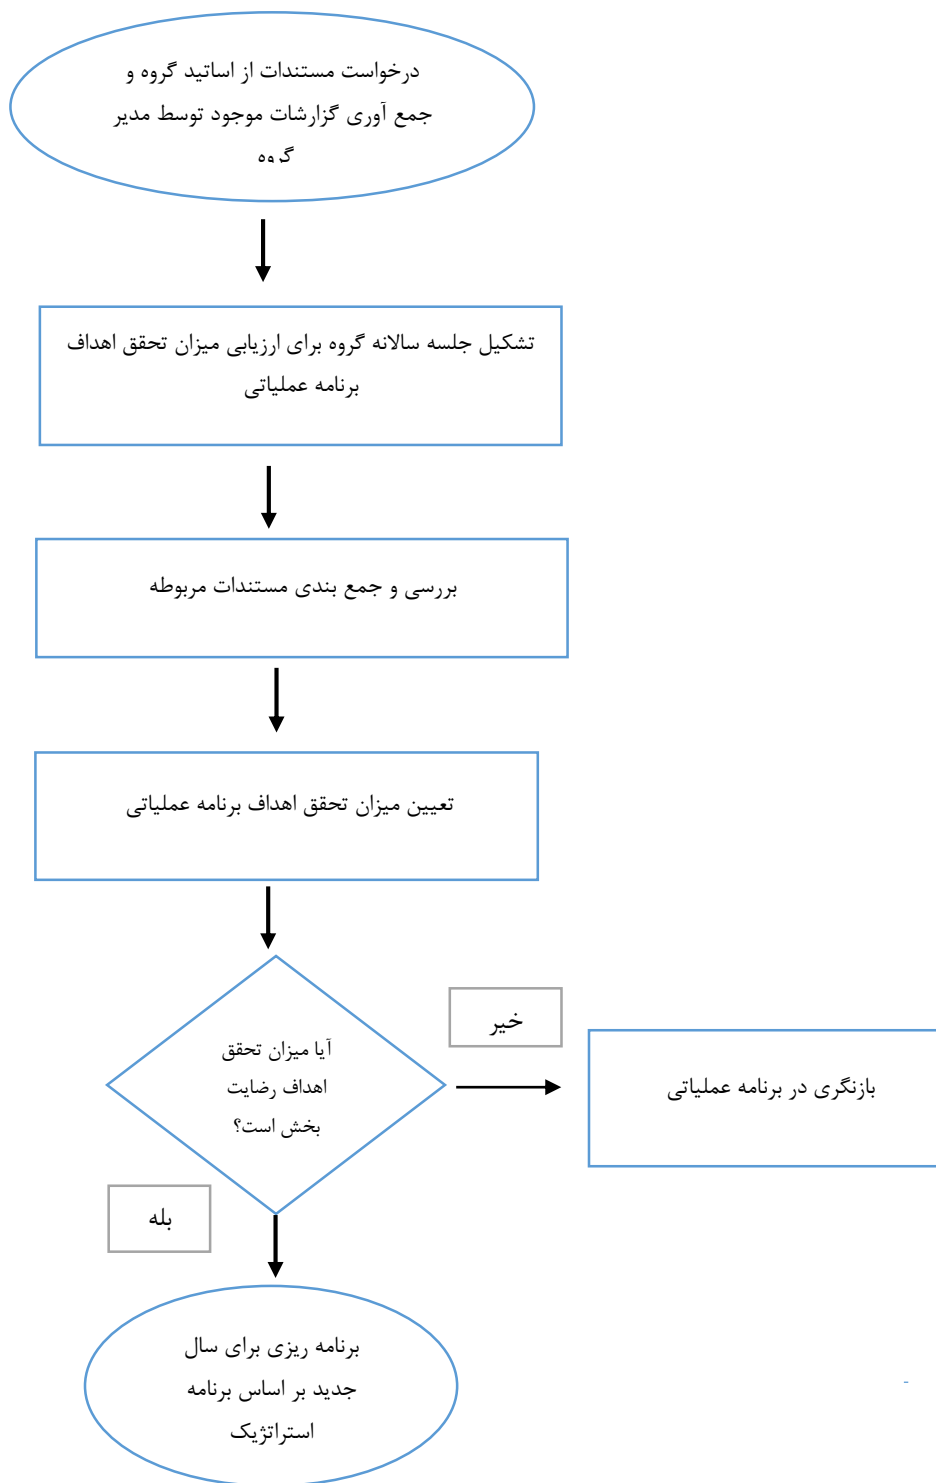 درخواست مستندات از اساتید گروه و
جمع آوری گزارشات موجود توسط مدیر
گروه
تشکیل جلسه سالانه گروه برای ارزیابی میزان تحقق اهداف
برنامه عملیاتی
بررسی و جمع بندی مستندات مربوطه
تعیین میزان تحقق اهداف برنامه عملیاتی
آیا میزان تحقق
اهداف رضایت
بخش است؟
خیر
بازنگری در برنامه عملیاتی
بله
برنامه ریزی برای سال
جدید بر اساس برنامه
استراتژیک
-